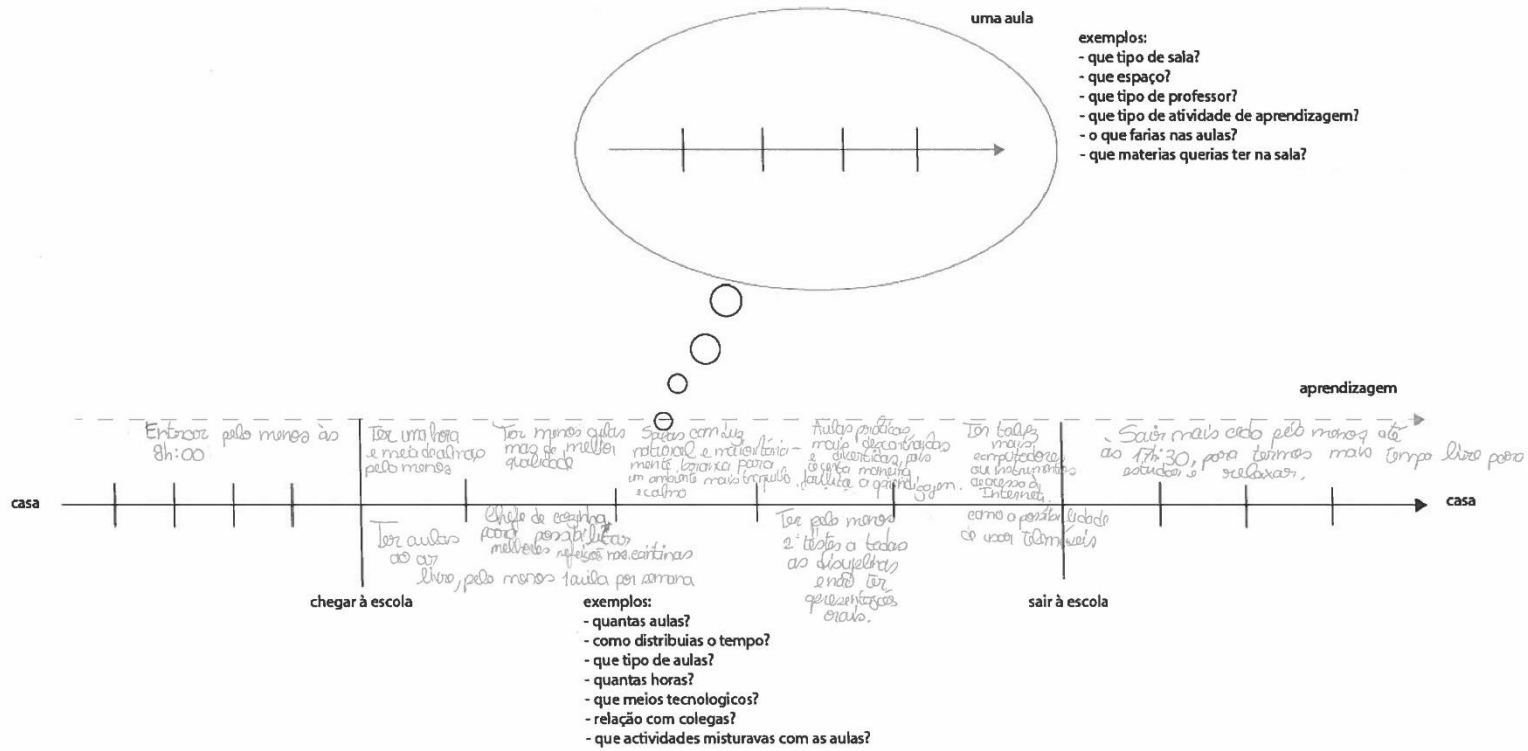 uma aula
exemplos:
- que tipo de sala?
- que espaço?
- que tipo de professor?
- que tipo de atividade de aprendizagem?
- o que farias nas aulas?
- que materias querias ter na sala?
aprendizagem
Entrar pelo menos às
8h:00
Ter uma hora
e meia de almoço
pelo menos
Ter menos aulas
mas de melhor
qualidade
Salas com luz
natural e maioritária-
mente branca para
um ambiente mais tranquilo
e calmo
Aulas práticas
mais descontraídas
e divertidas, pois
de certa maneira
facilita a aprendizagem.
Ter talvez
mais
computadores
ou instrumentos
de acesso à
Internet,
como a possibilidade
de usar telemóveis
Sair mais cedo pelo menos até
às 17h:30, para termos mais tempo livre para
estudar e relaxar.
casa
casa
Ter aulas
ao ar
livre, pelo menos 1 aula por semana
Chefe de cozinha
para possibilitar
melhores refeições nas cantinas
Ter pelo menos
2 testes a todas
as disciplinas
e não ter
apresentações
orais.
chegar à escola
sair à escola
exemplos:
- quantas aulas?
- como distribuias o tempo?
- que tipo de aulas?
- quantas horas?
- que meios tecnologicos?
- relação com colegas?
- que actividades misturavas com as aulas?